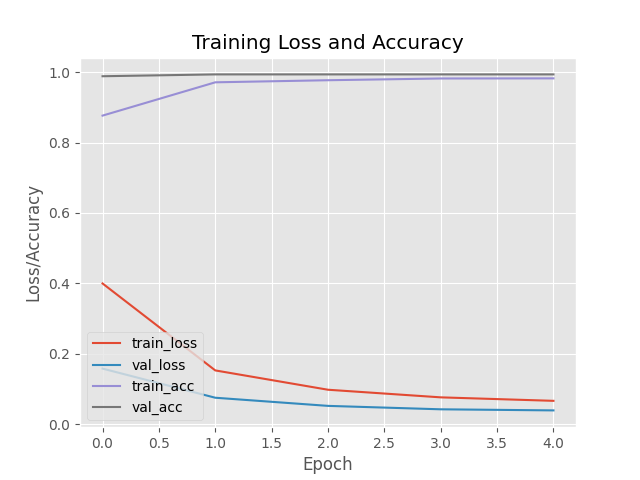 Training Loss and Accuracy
1.0
0.8
0.6
0.4
0.2
0.0
Loss/Accuracy
train_loss
val_loss
train_acc
val_acc
0.0 0.5 1.0 1.5 2.0 2.5 3.0 3.5 4.0
Epoch